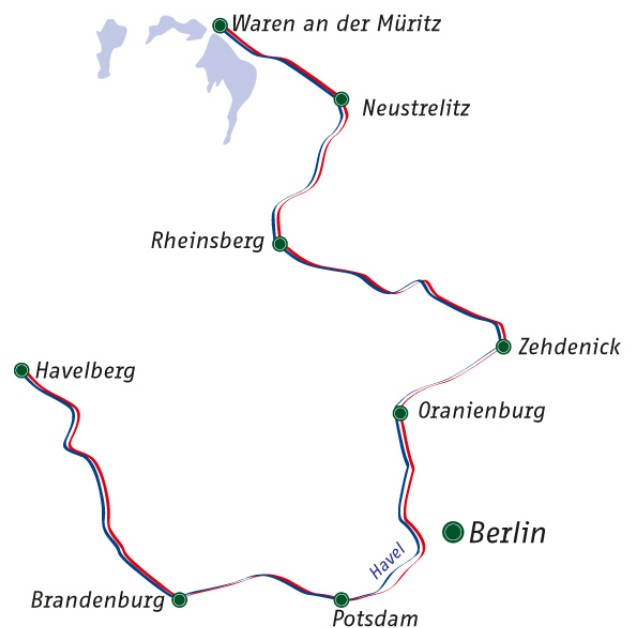 Waren an der Müritz
Neustrelitz
Rheinsberg
Zehdenick
Havelberg
Oranienburg
Berlin
Havel
Brandenburg
Potsdam